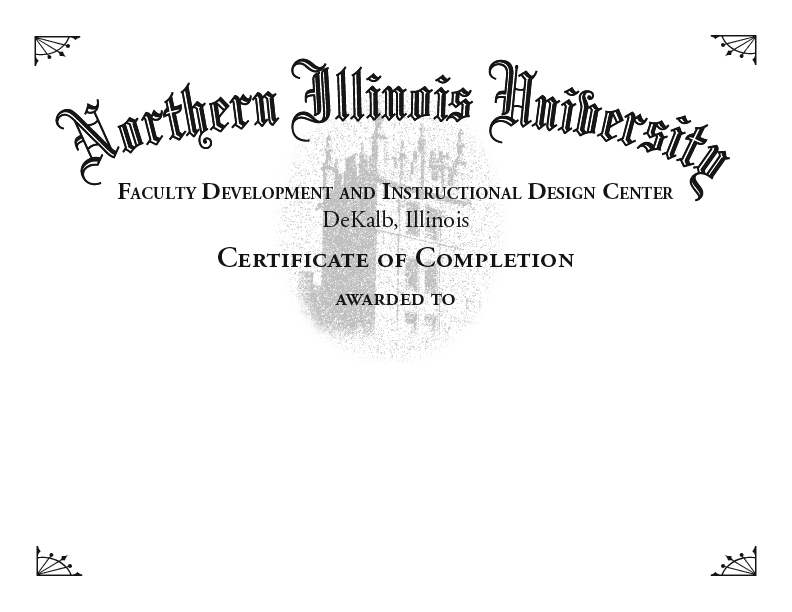 Northern Illinois University
Faculty Development and Instructional Design Center
DeKalb, Illinois
Certificate of Completion
awarded to